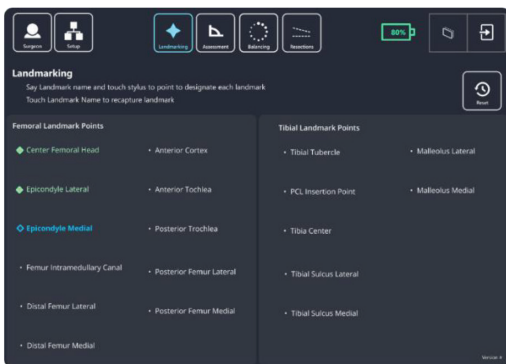 Surgeon
Setup
Landmarking
Assessment
Balancing
Resections
80%
Landmarking
Say Landmark name and touch stylus to point to designate each landmark
Touch Landmark Name to recapture landmark
Reset
Femoral Landmark Points
Center Femoral Head
Epicondyle Lateral
Epicondyle Medial
Femur Intramedullary Canal
Distal Femur Lateral
Distal Femur Medial
Anterior Cortex
Anterior Tochlea
Posterior Trochlea
Posterior Femur Lateral
Posterior Femur Medial
Tibial Landmark Points
Tibial Tubercle
PCL Insertion Point
Tibia Center
Tibial Sulcus Lateral
Tibial Sulcus Medial
Malleolus Lateral
Malleolus Medial